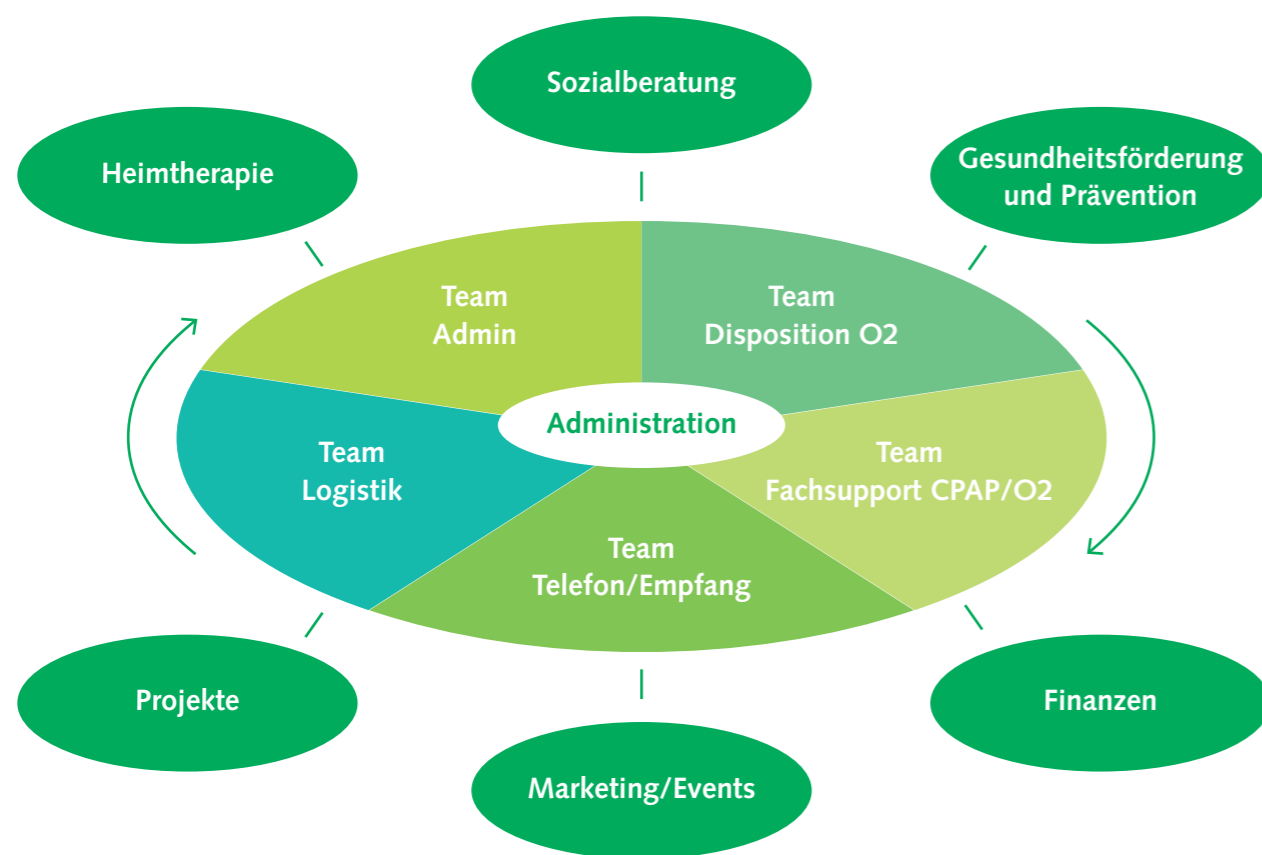 Sozialberatung
Heimtherapie
Gesundheitsförderung
und Prävention
Team
Admin
Team
Disposition O2
Administration
Team
Logistik
Team
Fachsupport CPAP/O2
Team
Telefon/Empfang
Projekte
Finanzen
Marketing/Events